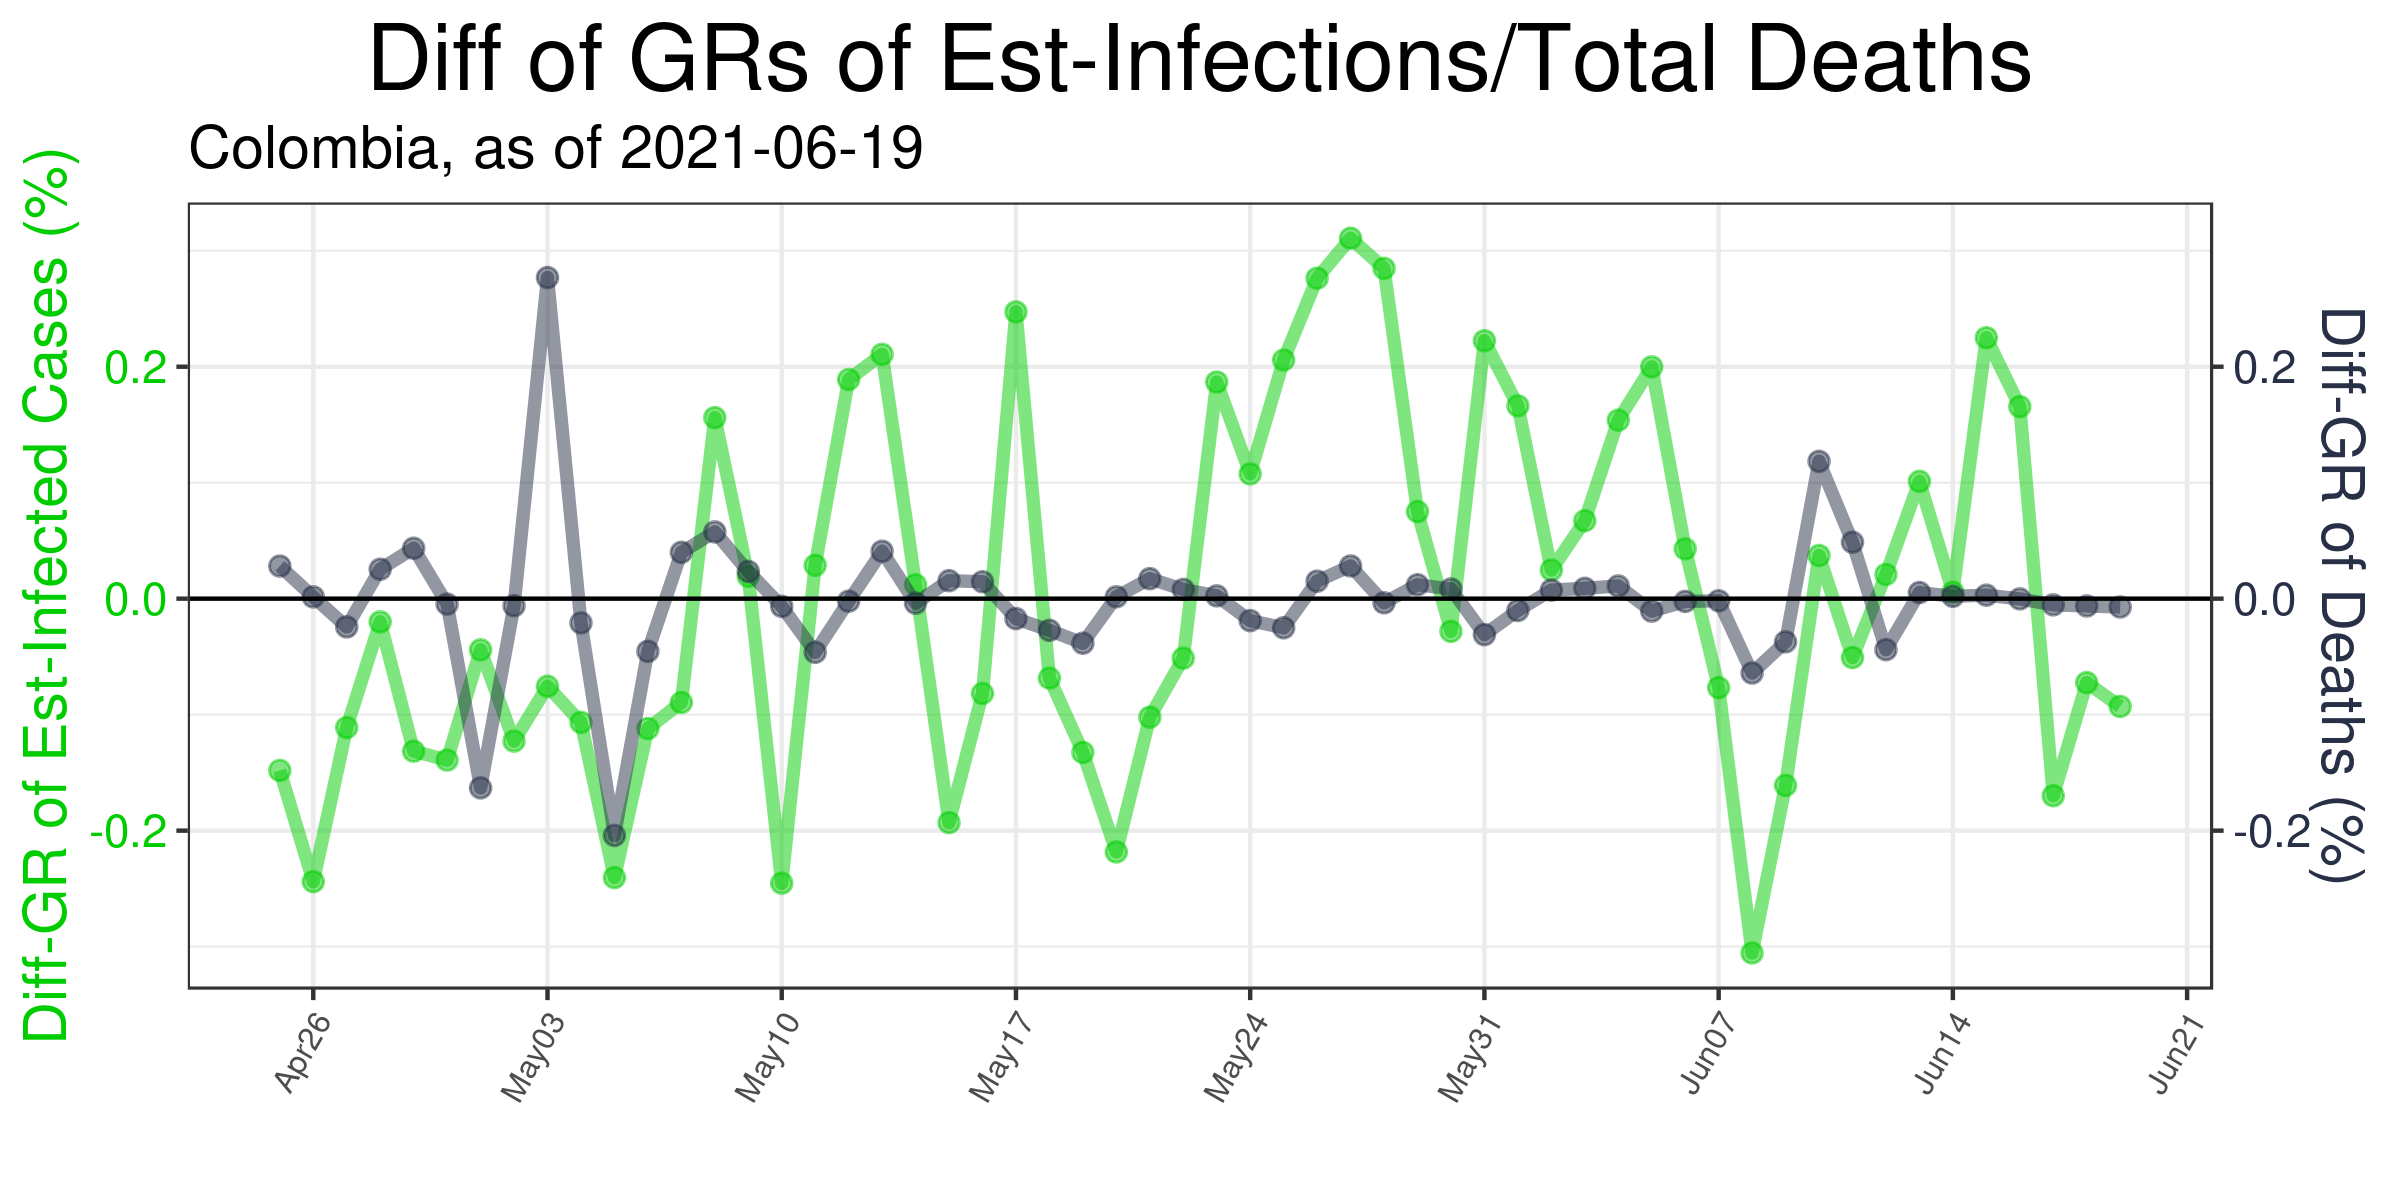 Diff of GRs of Est-Infections/Total Deaths
Colombia, as of 2021-06-19
Diff-GR of Est-Infected Cases (%)
0.2
0.0
-0.2
0.2
0.0
-0.2
Diff-GR of Deaths (%)
Apr26
May03
May10
May17
May24
May31
Jun07
Jun14
Jun21